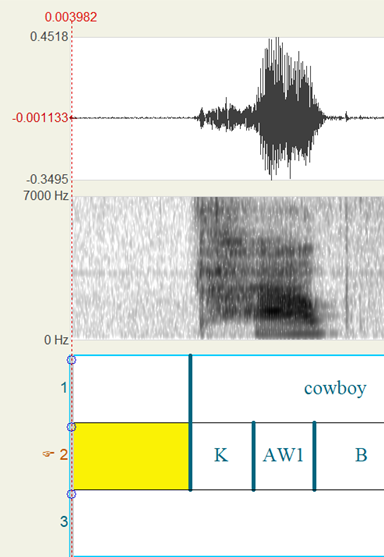 0.003982
0.4518
-0.001133
-0.3495
7000 Hz
0 Hz
1 cowboy
☞ 2 K AW1 B
3